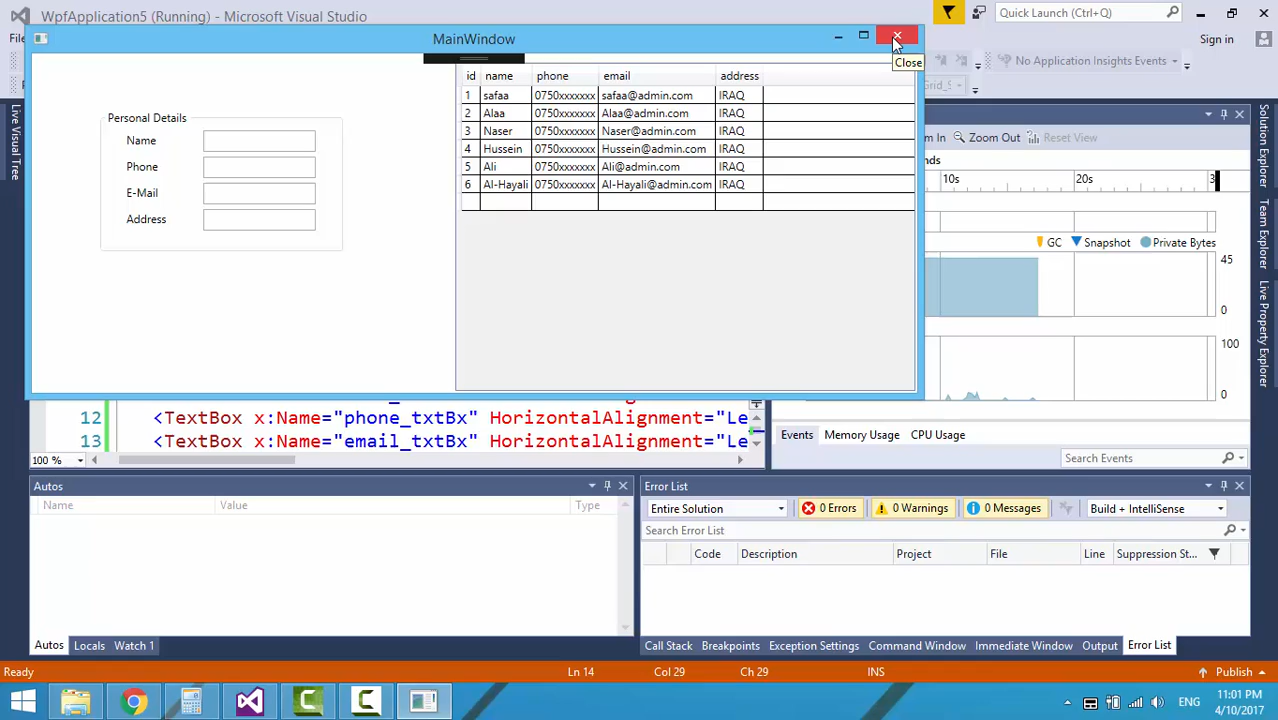 WpfApplication5 (Running) - Microsoft Visual Studio
Quick Launch (Ctrl+Q)
Fil
MainWindow
Sign in
Close
No Application Insights Events
Grid_S
id name phone email address
1 safaa 0750xxxxxxx safaa@admin.com IRAQ
2 Alaa 0750xxxxxxx Alaa@admin.com IRAQ
3 Naser 0750xxxxxxx Naser@admin.com IRAQ
4 Hussein 0750xxxxxxx Hussein@admin.com IRAQ
5 Ali 0750xxxxxxx Ali@admin.com IRAQ
6 Al-Hayali 0750xxxxxxx Al-Hayali@admin.com IRAQ
Personal Details
Name
Phone
E-Mail
Address
Live Visual Tree
m In Zoom Out Reset View
nds
10s 20s 3
GC Snapshot Private Bytes
45
0
100
0
Events Memory Usage CPU Usage
Search Events
Solution Explorer
Team Explorer
Live Property Explorer
12 <TextBox x:Name="phone_txtBx" HorizontalAlignment="Le
13 <TextBox x:Name="email_txtBx" HorizontalAlignment="Le
100 %
Autos
Name Value Type
Autos Locals Watch 1
Error List
Entire Solution 0 Errors 0 Warnings 0 Messages Build + IntelliSense
Search Error List
Code Description Project File Line Suppression St...
Call Stack Breakpoints Exception Settings Command Window Immediate Window Output Error List
Ready Ln 14 Col 29 Ch 29 INS Publish
ENG
11:01 PM
4/10/2017